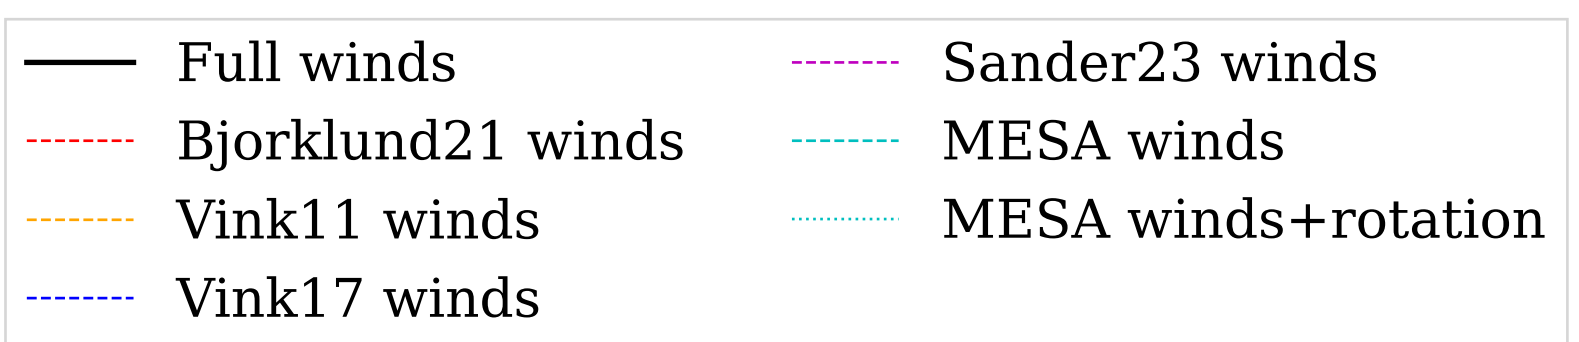 Full winds
Bjorklund21 winds
Vink11 winds
Vink17 winds
Sander23 winds
MESA winds
MESA winds+rotation